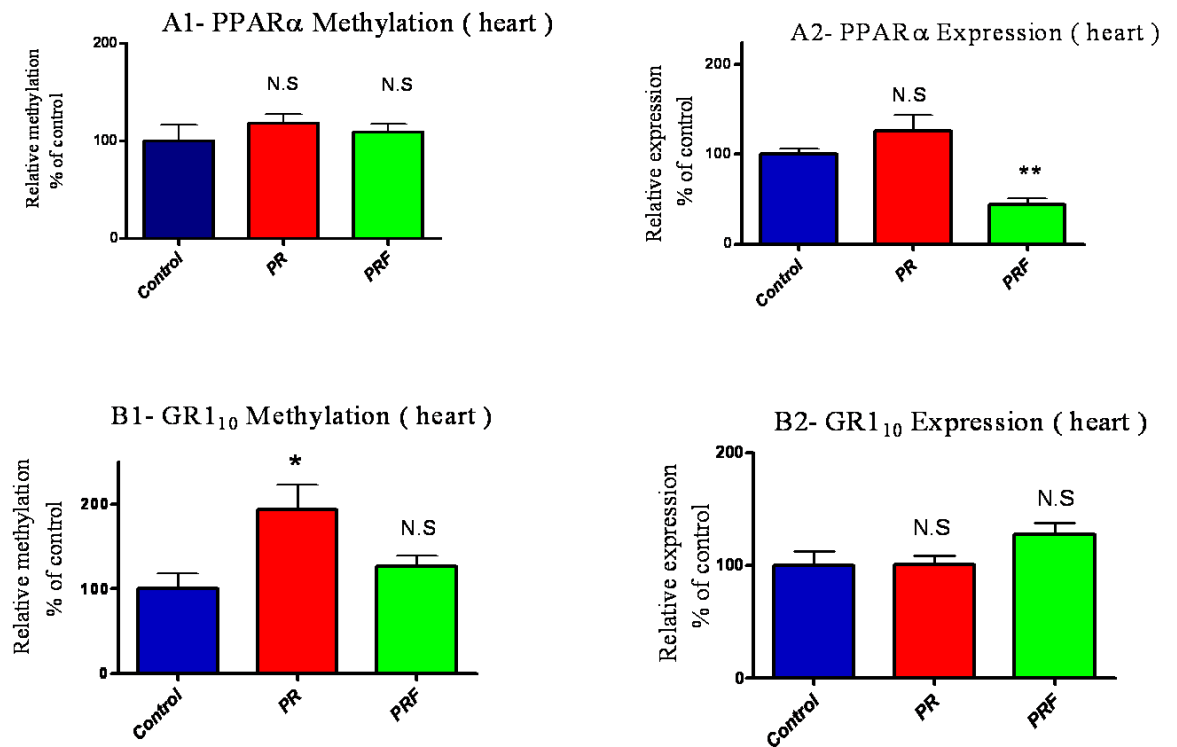 A1- PPARα Methylation ( heart )
Relative methylation
% of control
200
100
0
N.S
N.S
Control
PR
PRF
A2- PPARα Expression ( heart )
Relative expression
% of control
200
100
0
N.S
**
Control
PR
PRF
B1- GR1₁₀ Methylation ( heart )
Relative methylation
% of control
200
100
0
*
N.S
Control
PR
PRF
B2- GR1₁₀ Expression ( heart )
Relative expression
% of control
200
100
0
N.S
N.S
Control
PR
PRF